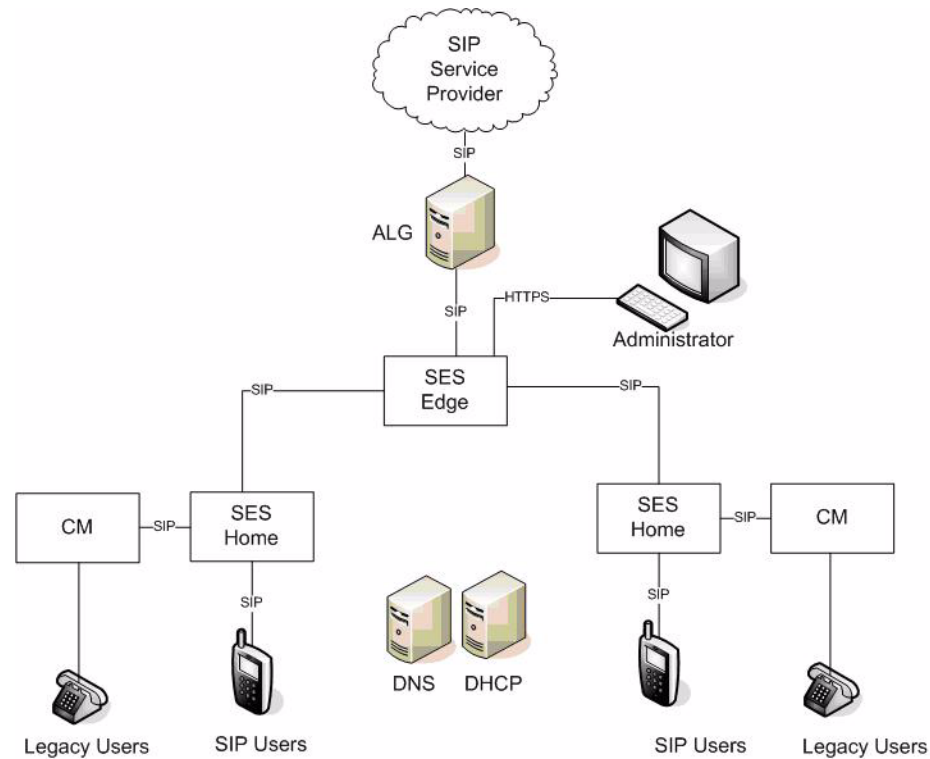 SIP
Service
Provider
SIP
ALG
SIP
HTTPS
Administrator
SES
Edge
SIP
SIP
CM
SIP
SES
Home
SES
Home
SIP
CM
SIP
SIP
DNS
DHCP
Legacy Users
SIP Users
SIP Users
Legacy Users